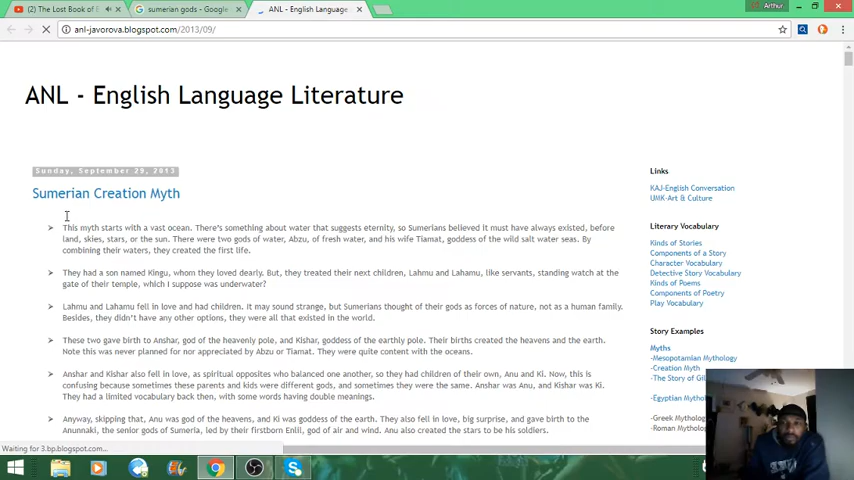 (2) The Lost Book of E
sumerian gods - Google
ANL - English Language
Arthur
anl-javorova.blogspot.com/2013/09/
ANL - English Language Literature
Sunday, September 29, 2013
Sumerian Creation Myth
This myth starts with a vast ocean. There's something about water that suggests eternity, so Sumerians believed it must have always existed, before
land, skies, stars, or the sun. There were two gods of water, Abzu, of fresh water, and his wife Tiamat, goddess of the wild salt water seas. By
combining their waters, they created the first life.
They had a son named Kingu, whom they loved dearly. But, they treated their next children, Lahmu and Lahamu, like servants, standing watch at the
gate of their temple, which I suppose was underwater?
Lahmu and Lahamu fell in love and had children. It may sound strange, but Sumerians thought of their gods as forces of nature, not as a human family.
Besides, they didn't have any other options, they were all that existed in the world.
These two gave birth to Anshar, god of the heavenly pole, and Kishar, goddess of the earthly pole. Their births created the heavens and the earth.
Note this was never planned for nor appreciated by Abzu or Tiamat. They were quite content with the oceans.
Anshar and Kishar also fell in love, as spiritual opposites who balanced one another, so they had children of their own, Anu and Ki. Now, this is
confusing because sometimes these parents and kids were different gods, and sometimes they were the same. Anshar was Anu, and Kishar was Ki.
They had a limited vocabulary back then, with some words having double meanings.
Anyway, skipping that, Anu was god of the heavens, and Ki was goddess of the earth. They also fell in love, big surprise, and gave birth to the
Anunnaki, the senior gods of Sumeria, led by their firstborn Enlil, god of air and wind. Anu also created the stars to be his soldiers.
Waiting for 3.bp.blogspot.com...
Links
KAJ-English Conversation
UMK-Art & Culture
Literary Vocabulary
Kinds of Stories
Components of a Story
Character Vocabulary
Detective Story Vocabulary
Kinds of Poems
Components of Poetry
Play Vocabulary
Story Examples
Myths
-Mesopotamian Mythology
-Creation Myth
-The Story of Gil
-Egyptian Mytho
-Greek Mytholog
-Roman Mytholo